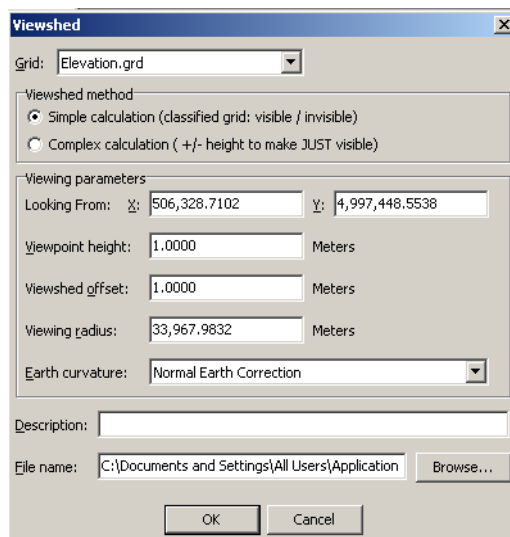 Viewshed
Grid: Elevation.grd
Viewshed method
Simple calculation (classified grid: visible / invisible)
Complex calculation ( +/- height to make JUST visible)
Viewing parameters
Looking From: X: 506,328.7102 Y: 4,997,448.5538
Viewpoint height: 1.0000 Meters
Viewshed offset: 1.0000 Meters
Viewing radius: 33,967.9832 Meters
Earth curvature: Normal Earth Correction
Description:
File name: C:\Documents and Settings\All Users\Application Browse...
OK Cancel